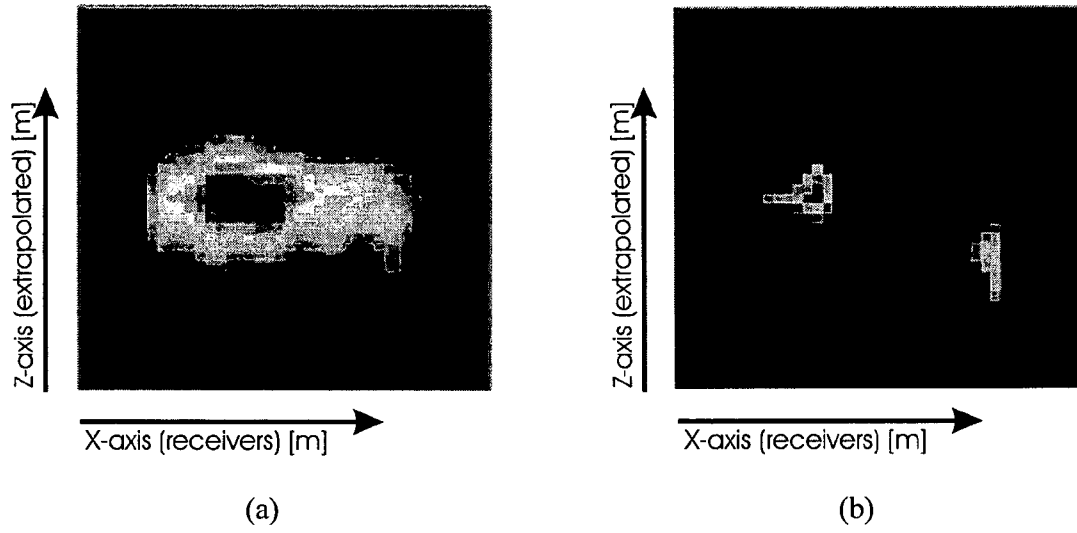 Z-axis (extrapolated) [m]
X-axis (receivers) [m]
(a)
Z-axis (extrapolated) [m]
X-axis (receivers) [m]
(b)